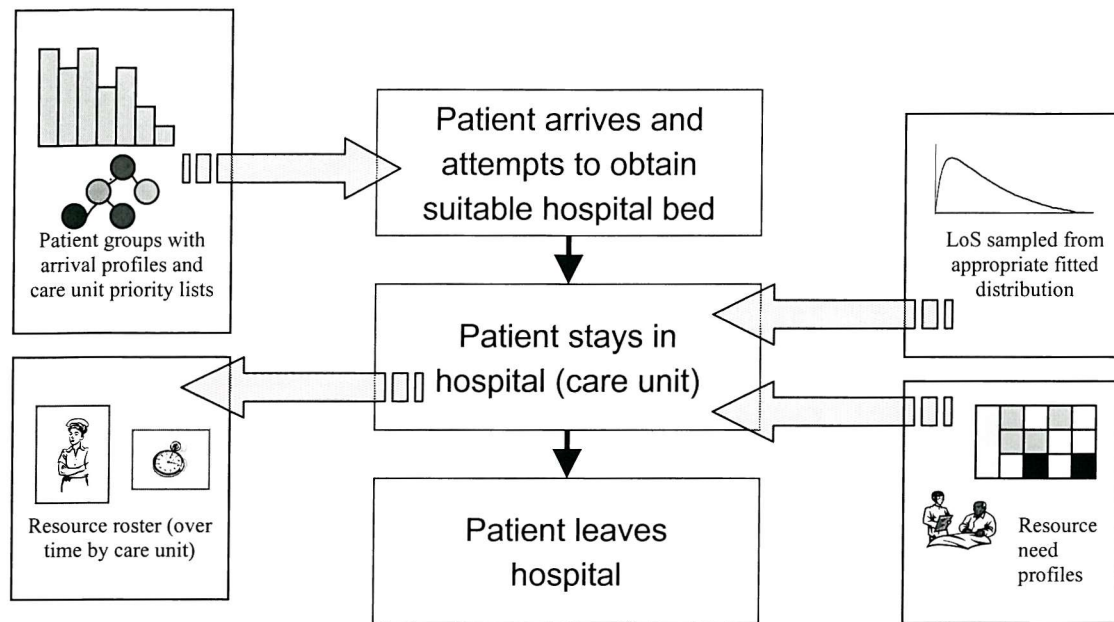 Patient groups with
arrival profiles and
care unit priority lists
Patient arrives and
attempts to obtain
suitable hospital bed
LoS sampled from
appropriate fitted
distribution
Patient stays in
hospital (care unit)
Resource roster (over
time by care unit)
Resource
need
profiles
Patient leaves
hospital